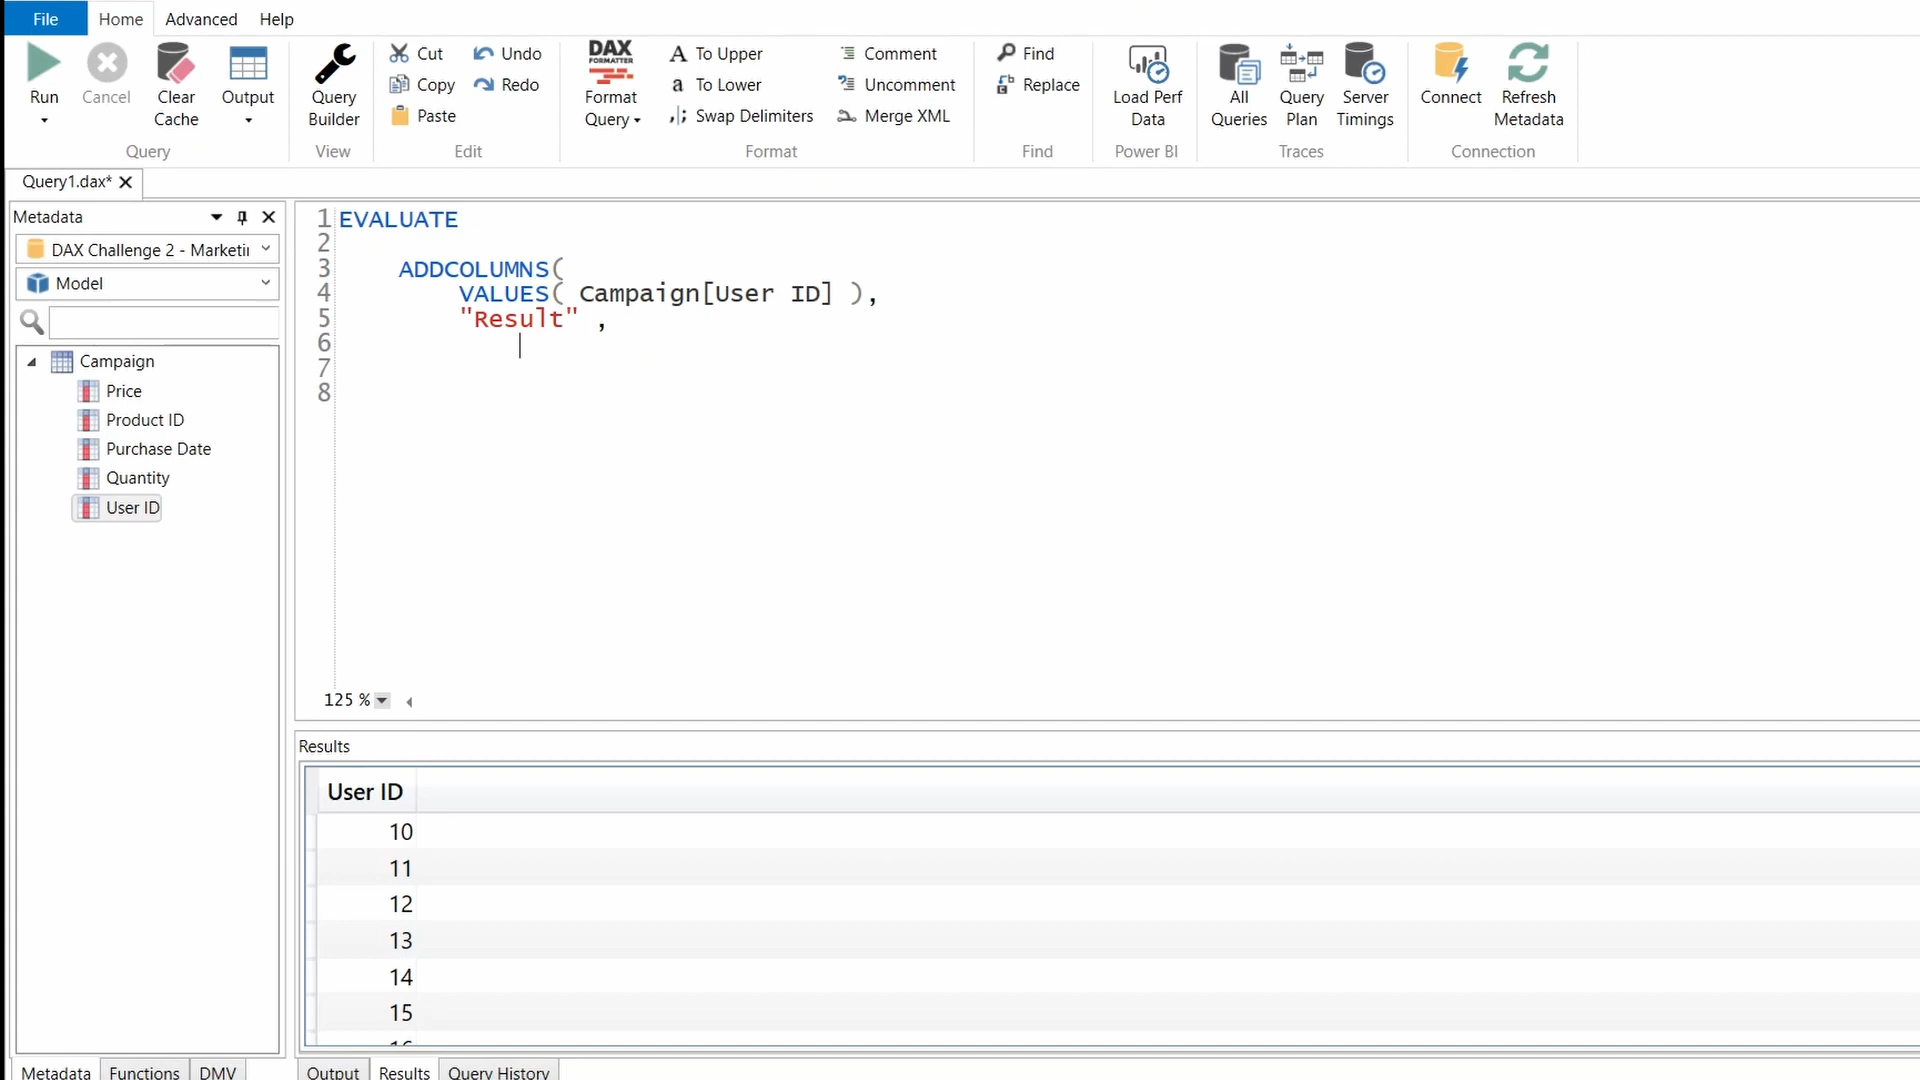 File Home Advanced Help
Run
Cancel
Clear
Cache
Output
Query
Query
Builder
View
Cut
Copy
Paste
Undo
Redo
Edit
DAX
FORMATTER
Format
Query
A To Upper
a To Lower
Swap Delimiters
Comment
Uncomment
Merge XML
Format
Find
Replace
Find
Load Perf
Data
Power BI
All
Queries
Query
Plan
Server
Timings
Traces
Connect
Refresh
Metadata
Connection
Query1.dax*
Metadata
DAX Challenge 2 - Marketi
Model
Campaign
Price
Product ID
Purchase Date
Quantity
User ID
1 EVALUATE
2
3 ADDCOLUMNS(
4 VALUES( Campaign[User ID] ),
5 "Result" ,
6
7
8
125 %
Results
User ID
10
11
12
13
14
15
Metadata Functions DMV
Output Results Query History